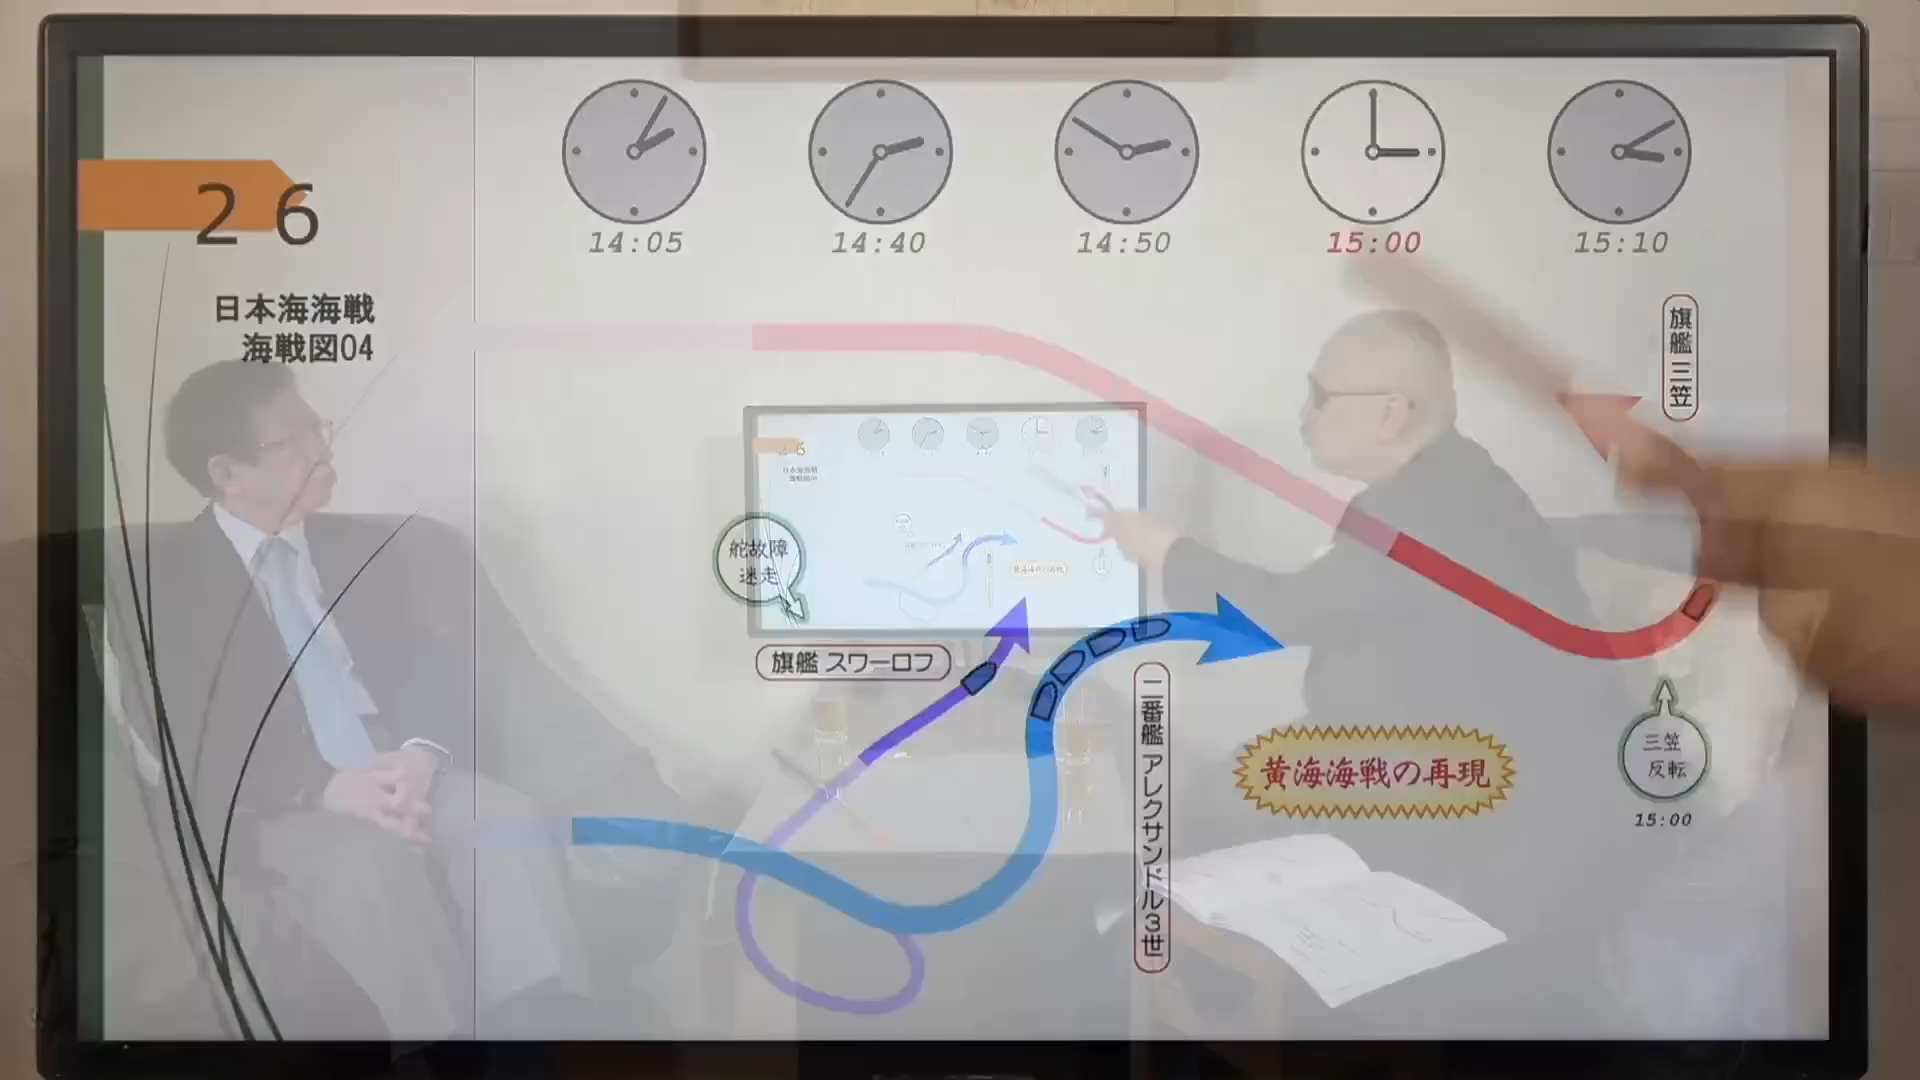 26
日本海海戦
海戦図04
14:05
14:40
14:50
15:00
15:10
旗艦 三笠
舵故障
迷走
旗艦 スワーロフ
二番艦 アレクサンドル3世
黄海海戦の再現
三笠
反転
15:00